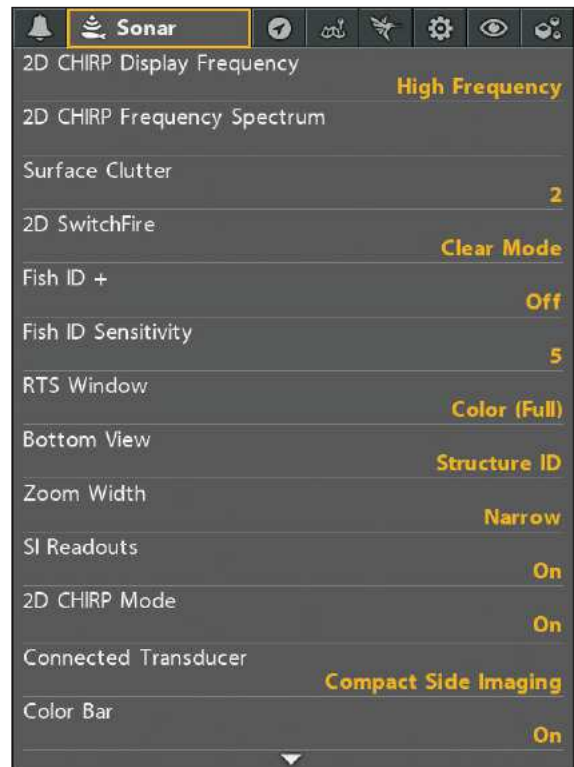 Sonar
2D CHIRP Display Frequency
High Frequency
2D CHIRP Frequency Spectrum
Surface Clutter
2
2D SwitchFire
Clear Mode
Fish ID +
Off
Fish ID Sensitivity
5
RTS Window
Color (Full)
Bottom View
Structure ID
Zoom Width
Narrow
SI Readouts
On
2D CHIRP Mode
On
Connected Transducer
Compact Side Imaging
Color Bar
On